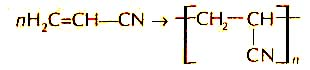 nH₂C=CH—CN → [—CH₂—CH—]ₙ
CN